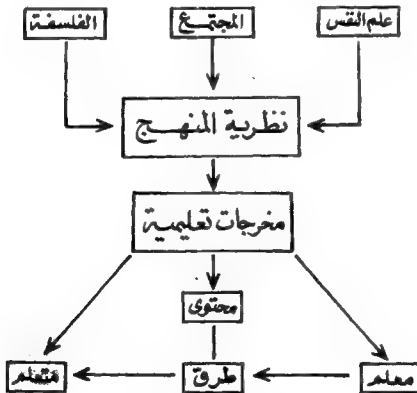 علم النفس
المجتمع
الفلسفة
نظرية المنهج
مخرجات تعليمية
محتوى
معلم
طرق
متعلم